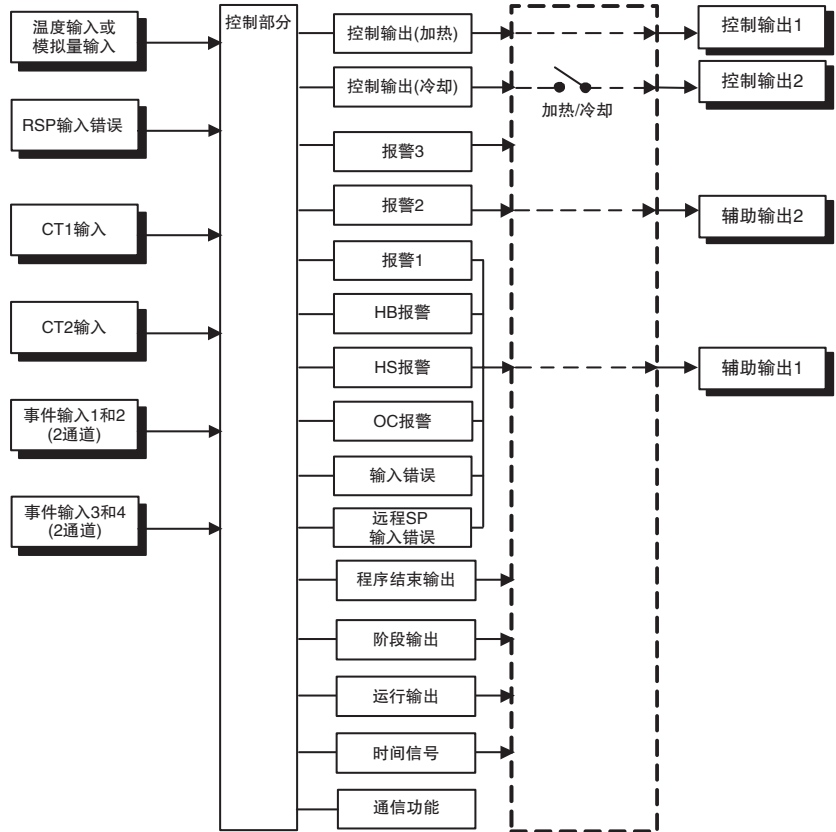 温度输入或
模拟量输入
RSP输入错误
CT1输入
CT2输入
事件输入1和2
(2通道)
事件输入3和4
(2通道)
控制部分
控制输出(加热)
控制输出(冷却)
报警3
报警2
报警1
HB报警
HS报警
OC报警
输入错误
远程SP
输入错误
程序结束输出
阶段输出
运行输出
时间信号
通信功能
加热/冷却
控制输出1
控制输出2
辅助输出2
辅助输出1